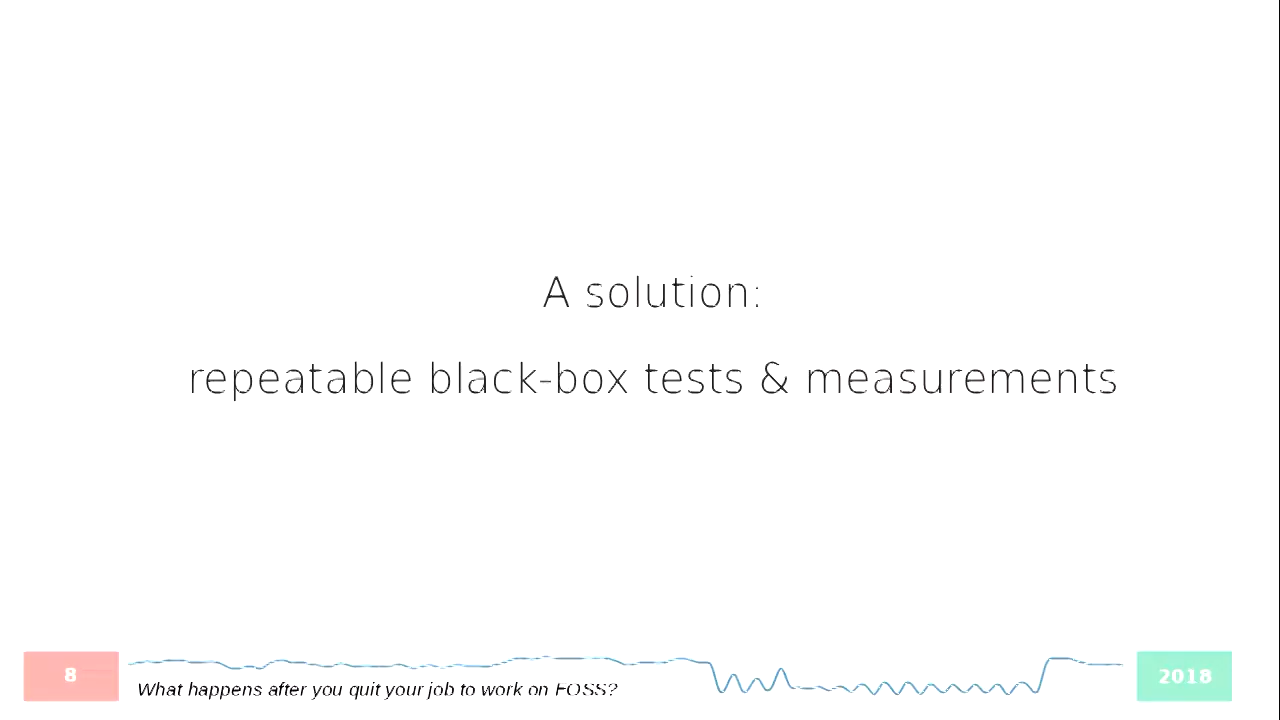 A solution:
repeatable black-box tests & measurements
8
What happens after you quit your job to work on FOSS?
2018